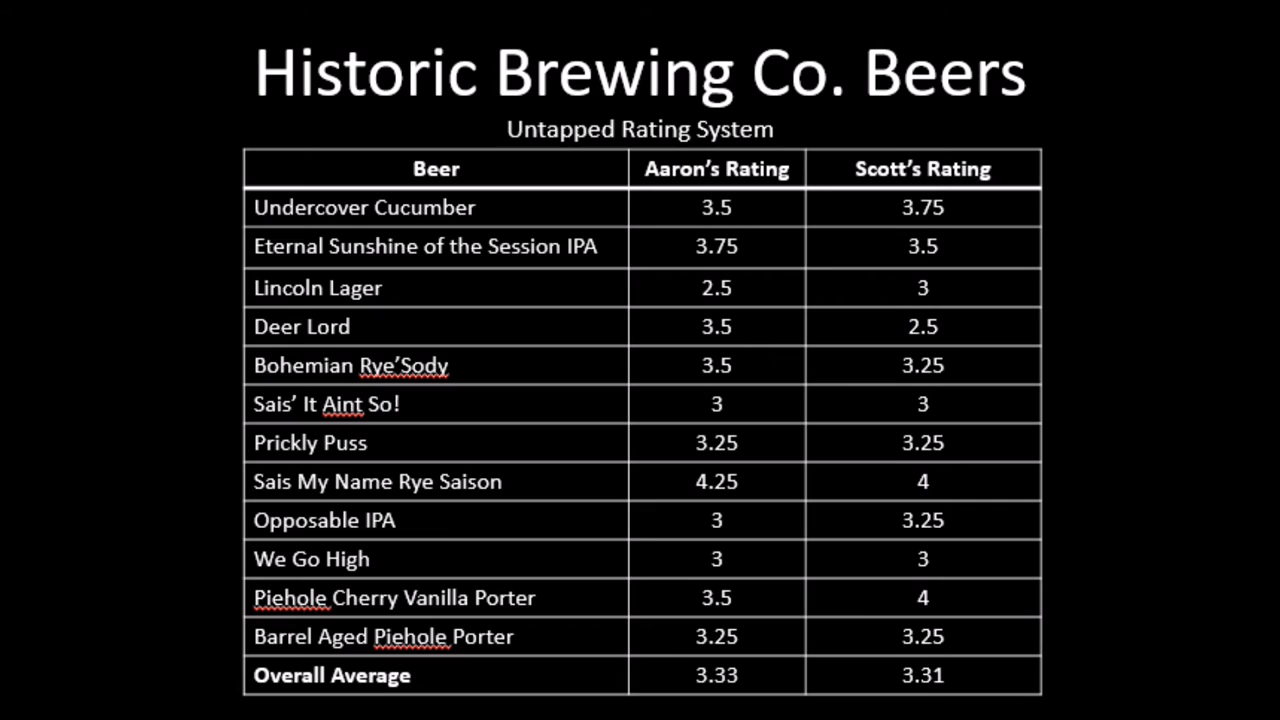 Historic Brewing Co. Beers
Untapped Rating System
Beer Aaron’s Rating Scott’s Rating
Undercover Cucumber 3.5 3.75
Eternal Sunshine of the Session IPA 3.75 3.5
Lincoln Lager 2.5 3
Deer Lord 3.5 2.5
Bohemian Rye’Sody 3.5 3.25
Sais’ It Aint So! 3 3
Prickly Puss 3.25 3.25
Sais My Name Rye Saison 4.25 4
Opposable IPA 3 3.25
We Go High 3 3
Piehole Cherry Vanilla Porter 3.5 4
Barrel Aged Piehole Porter 3.25 3.25
Overall Average 3.33 3.31